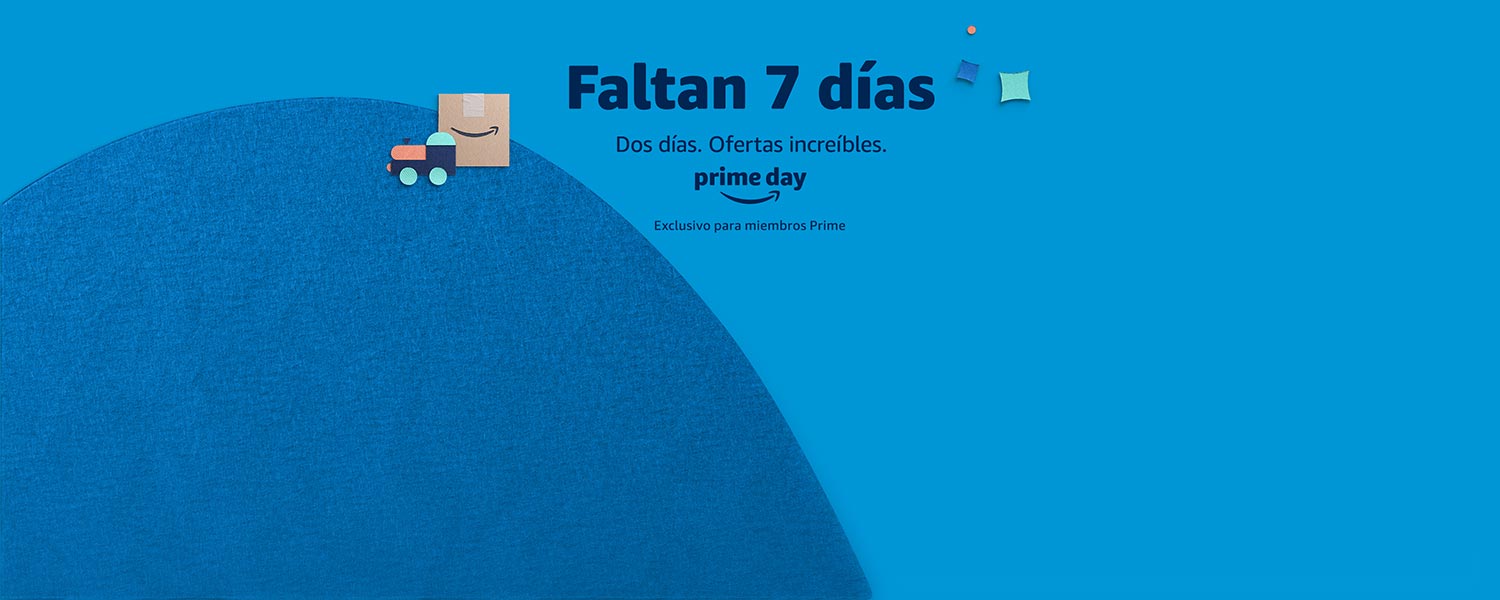 Faltan 7 días
Dos días. Ofertas increíbles.
prime day
Exclusivo para miembros Prime